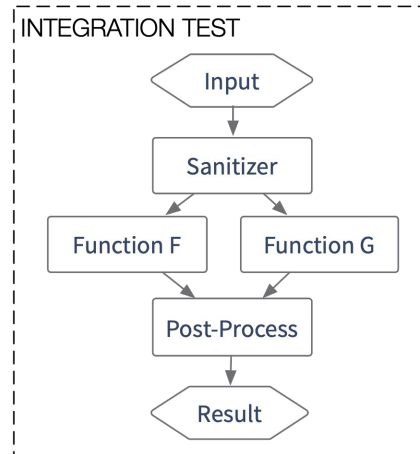 INTEGRATION TEST
Input
Sanitizer
Function F
Function G
Post-Process
Result